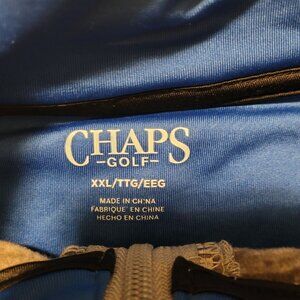 CHAPS
-GOLF-
XXL/TTG/EEG
MADE IN CHINA
FABRIQUÉ EN CHINE
HECHO EN CHINA